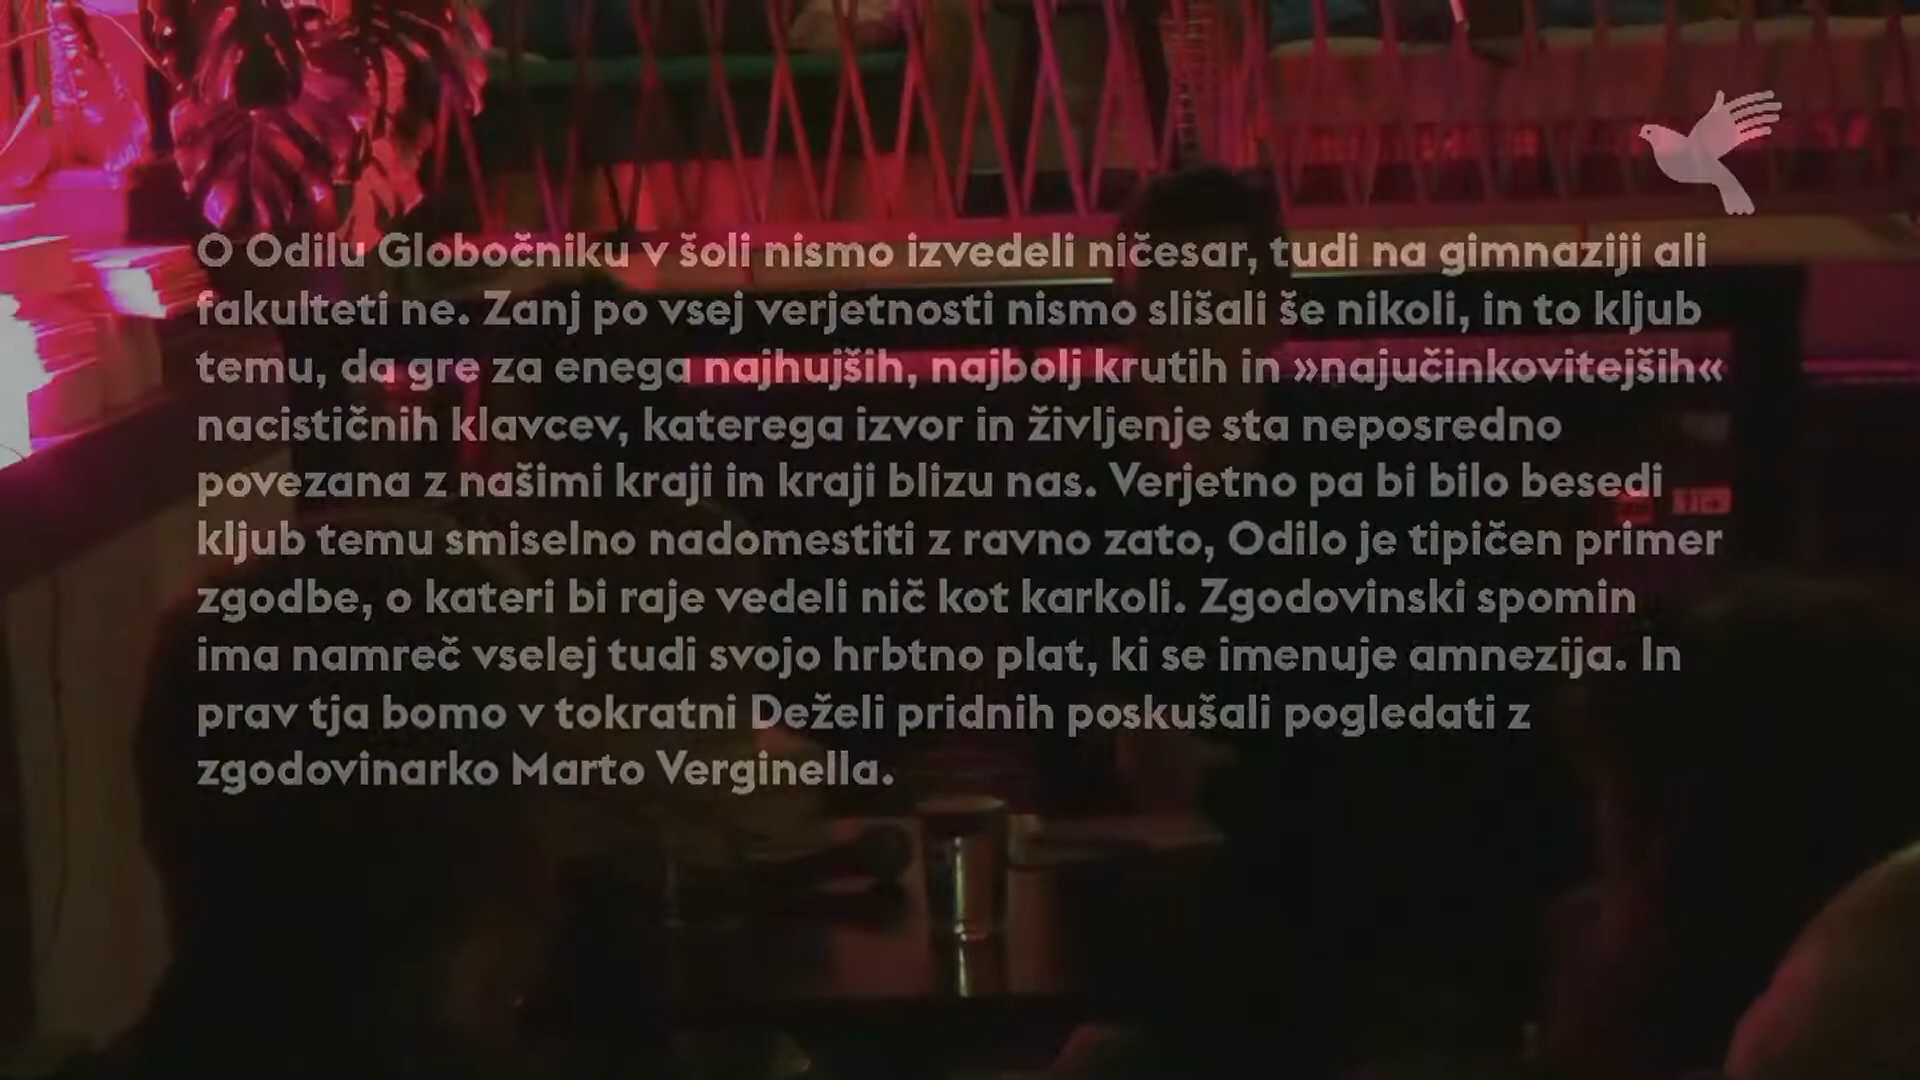 O Odilu Globočniku v šoli nismo izvedeli ničesar, tudi na gimnaziji ali
fakulteti ne. Zanj po vsej verjetnosti nismo slišali še nikoli, in to kljub
temu, da gre za enega najhujših, najbolj krutih in »najučinkovitejših«
nacističnih klavcev, katerega izvor in življenje sta neposredno
povezana z našimi kraji in kraji blizu nas. Verjetno pa bi bilo besedi
kljub temu smiselno nadomestiti z ravno zato, Odilo je tipičen primer
zgodbe, o kateri bi raje vedeli nič kot karkoli. Zgodovinski spomin
ima namreč vselej tudi svojo hrbtno plat, ki se imenuje amnezija. In
prav tja bomo v tokratni Deželi pridnih poskušali pogledati z
zgodovinarko Marto Verginella.